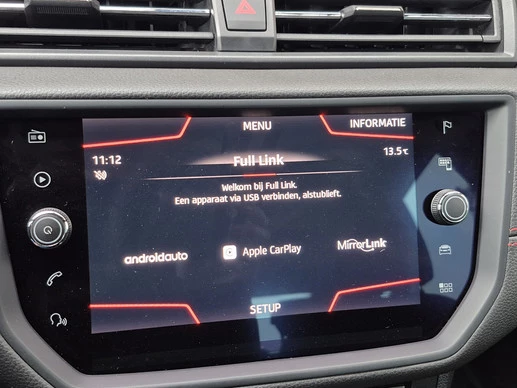 MENU
INFORMATIE
11:12
Full Link
13.5°C
Welkom bij Full Link.
Een apparaat via USB verbinden, alstublieft.
androidauto
Apple CarPlay
MirrorLink
SETUP